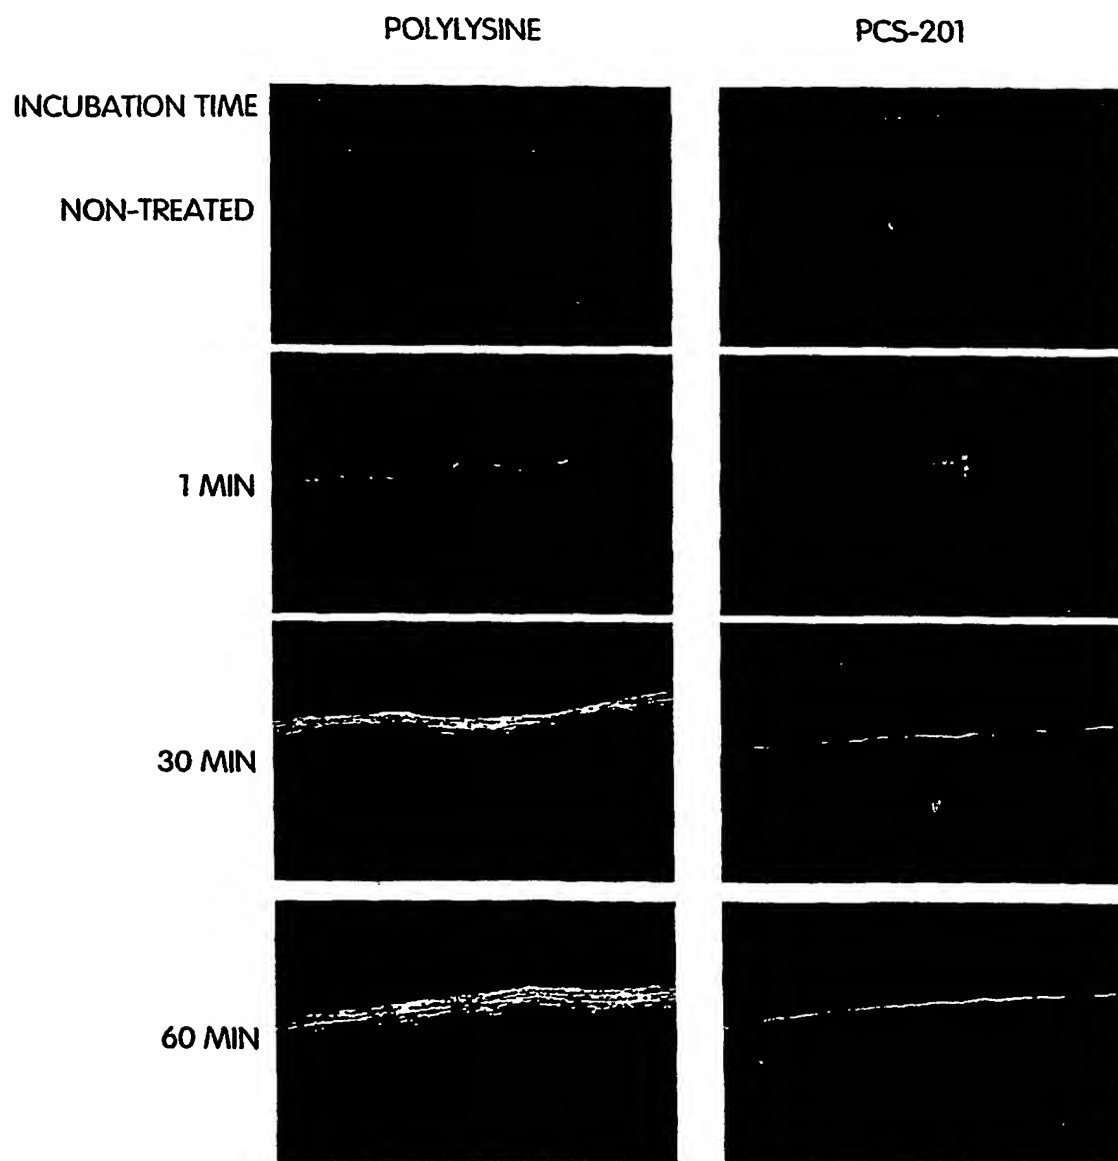 POLYLYSINE PCS-201
INCUBATION TIME
NON-TREATED
1 MIN
30 MIN
60 MIN